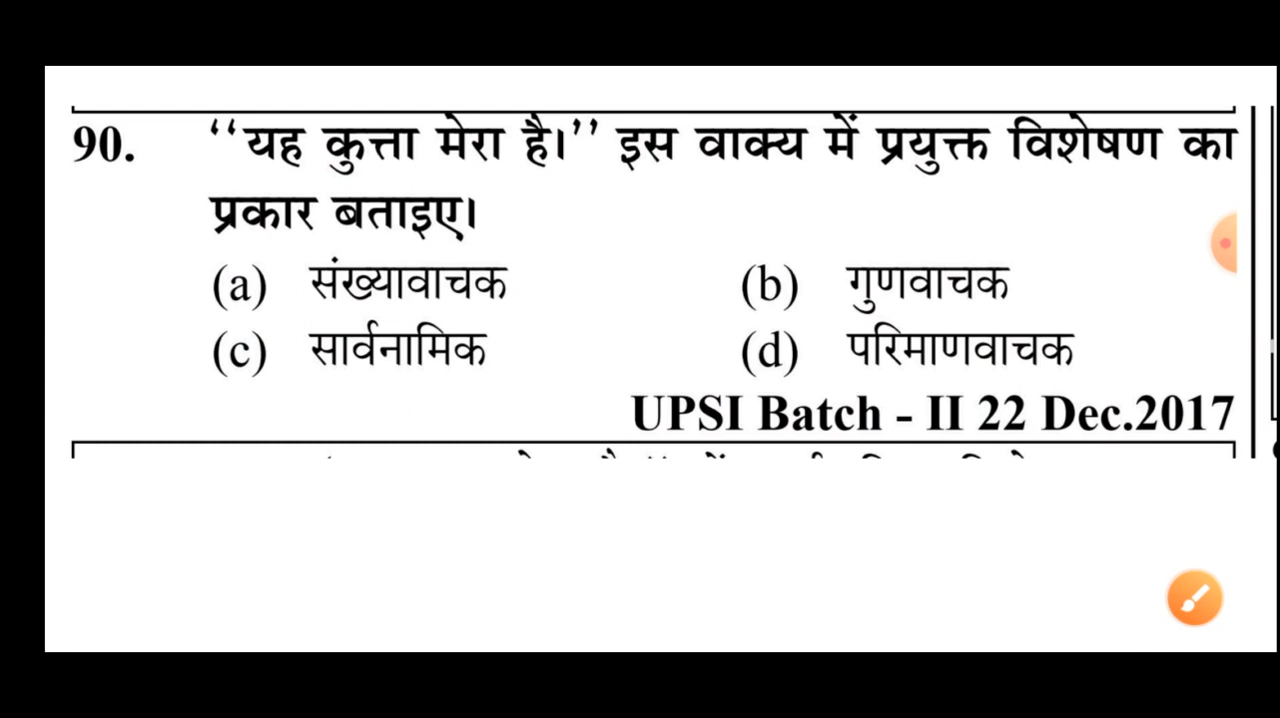 90. ‘‘यह कुत्ता मेरा है।’’ इस वाक्य में प्रयुक्त विशेषण का
प्रकार बताइए।
(a) संख्यावाचक (b) गुणवाचक
(c) सार्वनामिक (d) परिमाणवाचक
UPSI Batch - II 22 Dec.2017